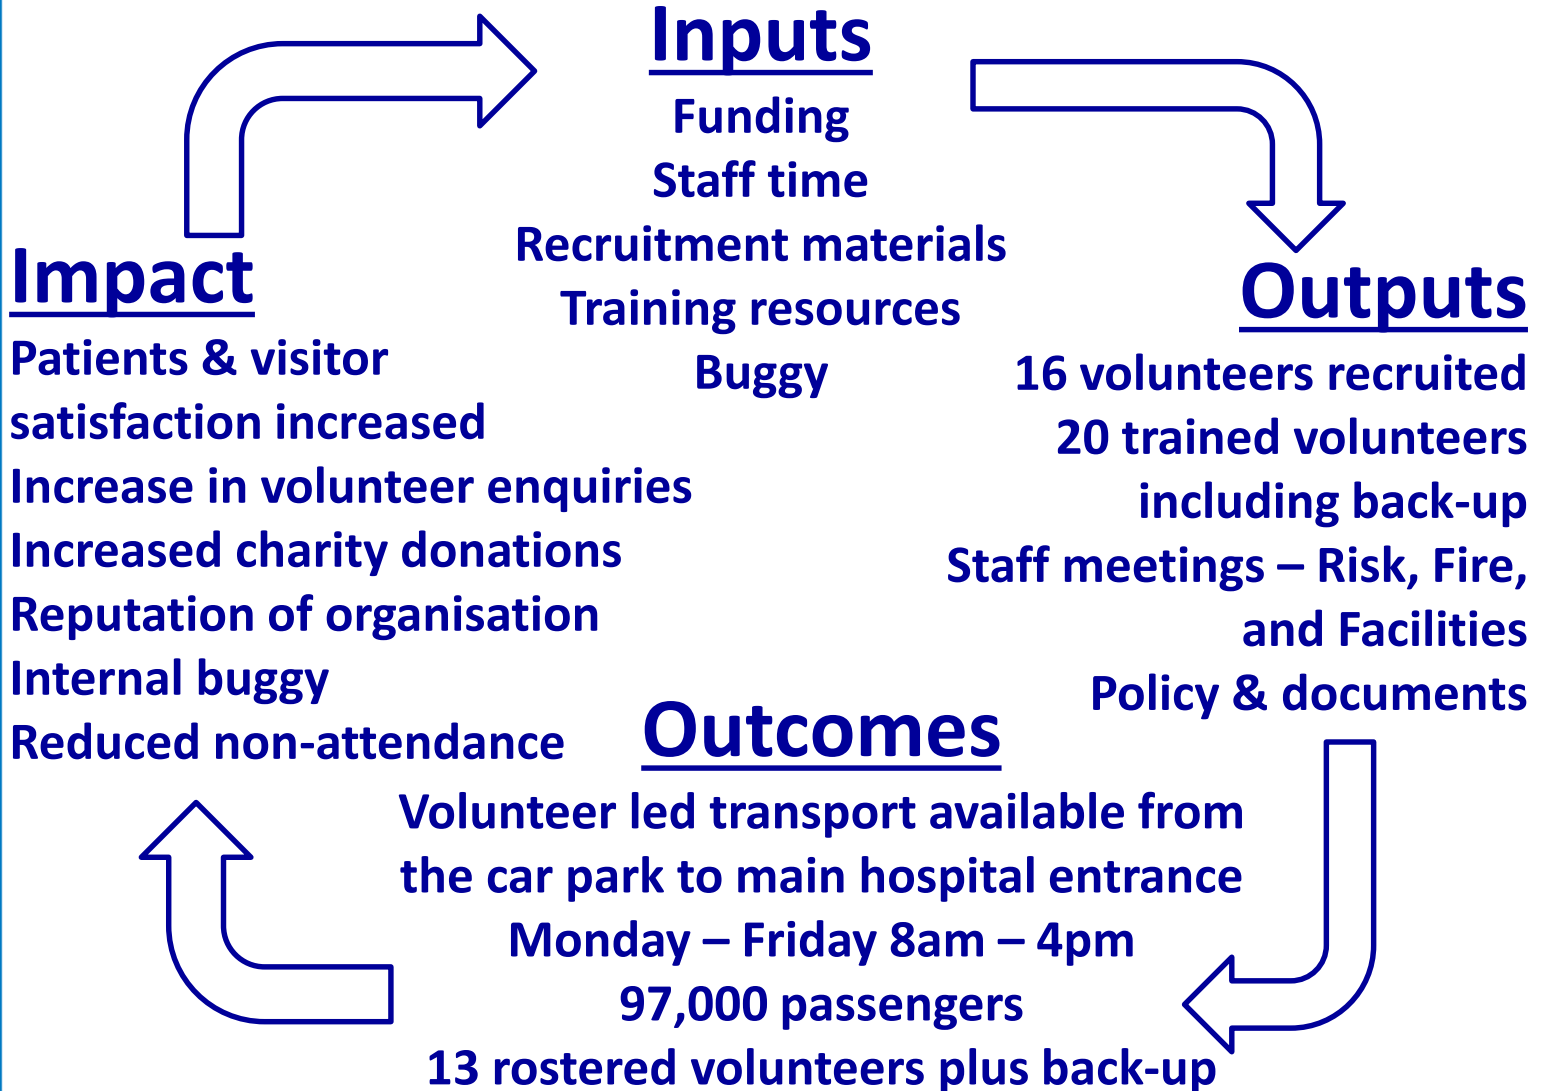 Inputs
Funding
Staff time
Recruitment materials
Training resources
Buggy
Outputs
16 volunteers recruited
20 trained volunteers
including back-up
Staff meetings – Risk, Fire,
and Facilities
Policy & documents
Outcomes
Volunteer led transport available from
the car park to main hospital entrance
Monday – Friday 8am – 4pm
97,000 passengers
13 rostered volunteers plus back-up
Impact
Patients & visitor
satisfaction increased
Increase in volunteer enquiries
Increased charity donations
Reputation of organisation
Internal buggy
Reduced non-attendance